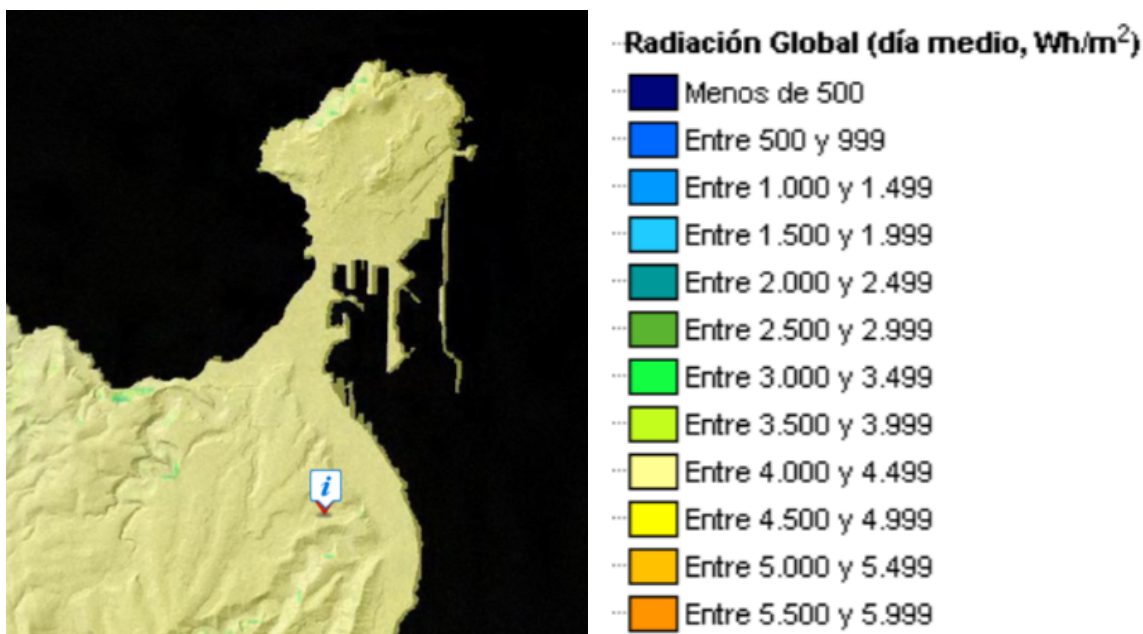 i
Radiación Global (día medio, Wh/m²)
Menos de 500
Entre 500 y 999
Entre 1.000 y 1.499
Entre 1.500 y 1.999
Entre 2.000 y 2.499
Entre 2.500 y 2.999
Entre 3.000 y 3.499
Entre 3.500 y 3.999
Entre 4.000 y 4.499
Entre 4.500 y 4.999
Entre 5.000 y 5.499
Entre 5.500 y 5.999